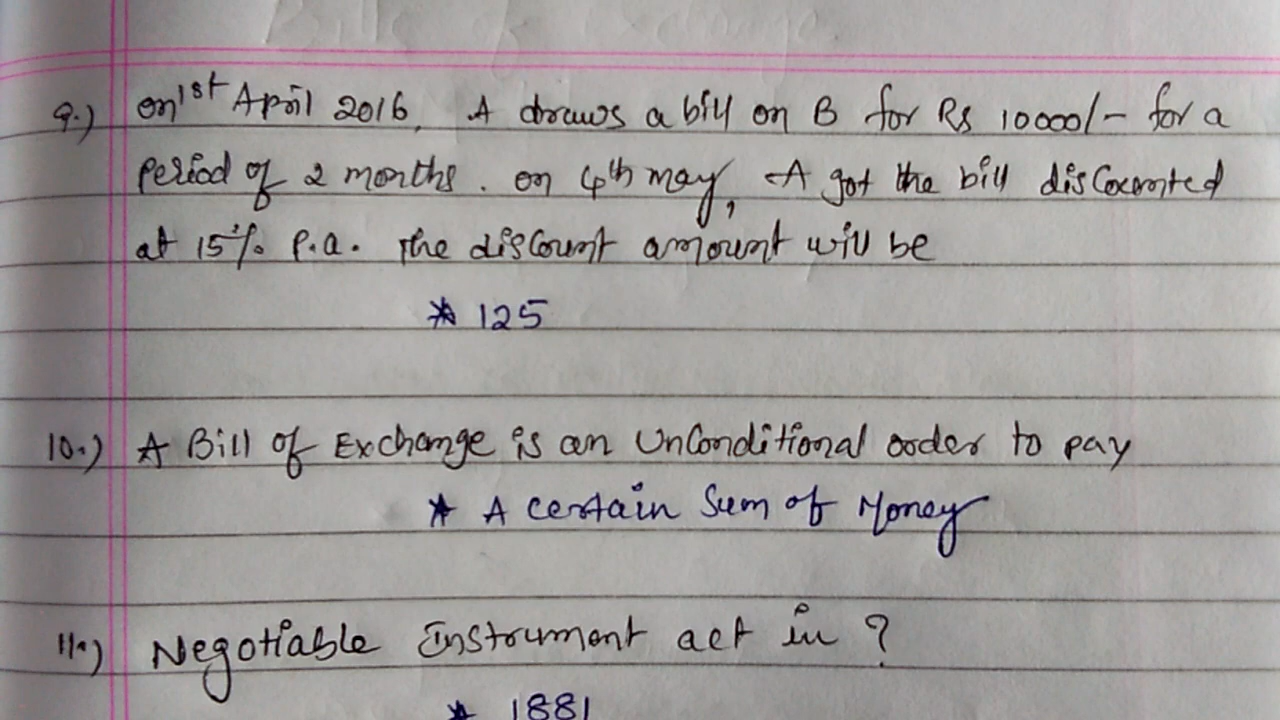 9.) on 1st April 2016, A draws a bill on B for Rs 10000/- for a
period of 2 months. on 4th may, A got the bill discounted
at 15% P.a. The discount amount will be
* 125
10.) A Bill of Exchange is an UnConditional order to pay
* A certain Sum of Money
11.) Negotiable Instrument act in ?
* 1881